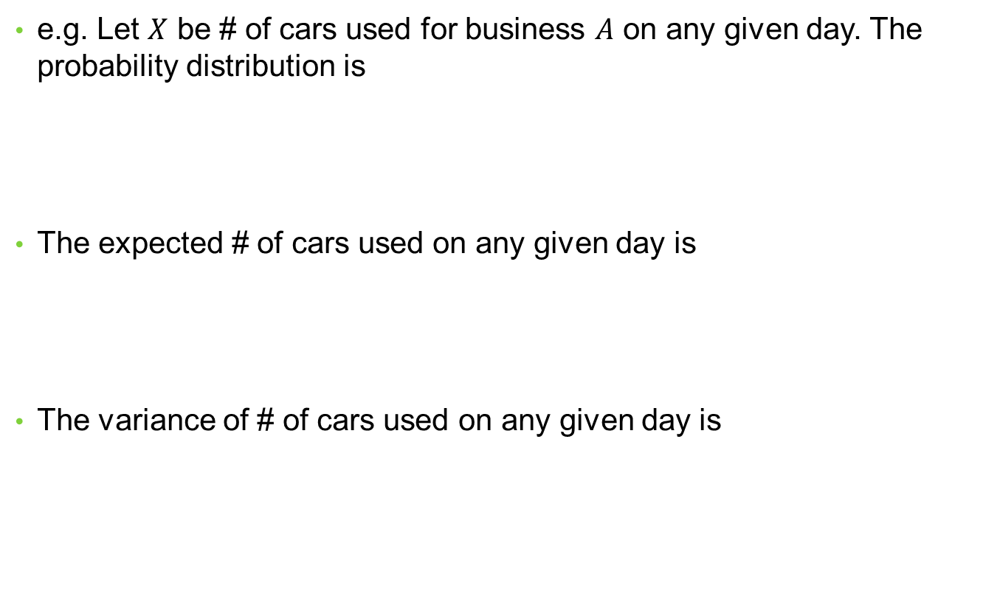 • e.g. Let 𝑋 be # of cars used for business 𝐴 on any given day. The
probability distribution is
• The expected # of cars used on any given day is
• The variance of # of cars used on any given day is